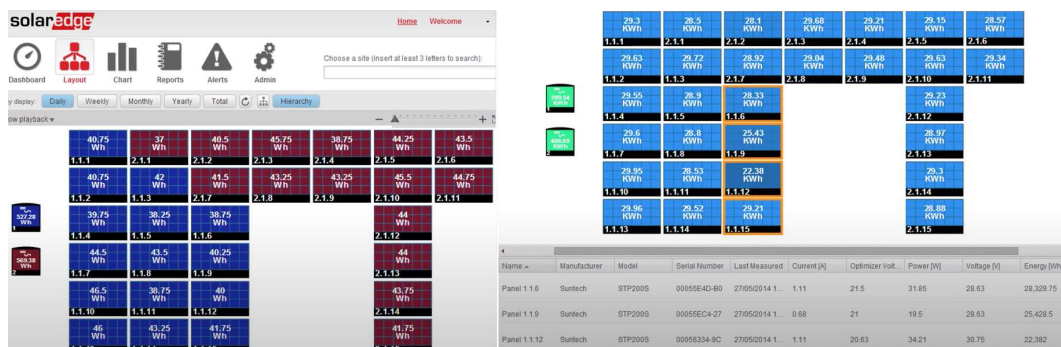 solaredge
Home Welcome
Dashboard Layout Chart Reports Alerts Admin
Choose a site (insert at least 3 letters to search):
y display: Daily Weekly Monthly Yearly Total Hierarchy
ow playback
40.75 Wh 37 Wh 40.5 Wh 45.75 Wh 38.75 Wh 44.25 Wh 43.5 Wh
1.1.1 2.1.1 2.1.2 2.1.3 2.1.4 2.1.5 2.1.6
40.75 Wh 42 Wh 41.5 Wh 43.25 Wh 43.25 Wh 45.5 Wh 44.75 Wh
1.1.2 1.1.3 2.1.7 2.1.8 2.1.9 2.1.10 2.1.11
527.28 Wh
1
39.75 Wh 38.25 Wh 38.75 Wh 44 Wh
1.1.4 1.1.5 1.1.6 2.1.12
569.38 Wh
2
44.5 Wh 43.5 Wh 40.25 Wh 44 Wh
1.1.7 1.1.8 1.1.9 2.1.13
46.5 Wh 38.75 Wh 40 Wh 43.75 Wh
1.1.10 1.1.11 1.1.12 2.1.14
46 Wh 43.25 Wh 41.75 Wh 41.75 Wh
29.3 KWh 28.5 KWh 28.1 KWh 29.68 KWh 29.21 KWh 29.15 KWh 28.57 KWh
1.1.1 2.1.1 2.1.2 2.1.3 2.1.4 2.1.5 2.1.6
29.63 KWh 29.72 KWh 28.92 KWh 29.04 KWh 29.48 KWh 29.63 KWh 29.34 KWh
1.1.2 1.1.3 2.1.7 2.1.8 2.1.9 2.1.10 2.1.11
KWh
29.55 KWh 28.9 KWh 28.33 KWh 29.23 KWh
1.1.4 1.1.5 1.1.6 2.1.12
KWh
2
29.6 KWh 28.8 KWh 25.43 KWh 28.97 KWh
1.1.7 1.1.8 1.1.9 2.1.13
29.95 KWh 28.53 KWh 22.38 KWh 29.3 KWh
1.1.10 1.1.11 1.1.12 2.1.14
29.96 KWh 29.52 KWh 29.21 KWh 28.88 KWh
1.1.13 1.1.14 1.1.15 2.1.15
Name Manufacturer Model Serial Number Last Measured Current [A] Optimizer Volt... Power [W] Voltage [V] Energy [Wh
Panel 1.1.6 Suntech STP200S 00055E4D-B0 27/05/2014 1... 1.11 21.5 31.85 28.63 28,329.75
Panel 1.1.9 Suntech STP200S 00055EC4-27 27/05/2014 1... 0.68 21 19.5 28.63 25,428.5
Panel 1.1.12 Suntech STP200S 00056334-9C 27/05/2014 1... 1.11 20.63 34.21 30.75 22,382